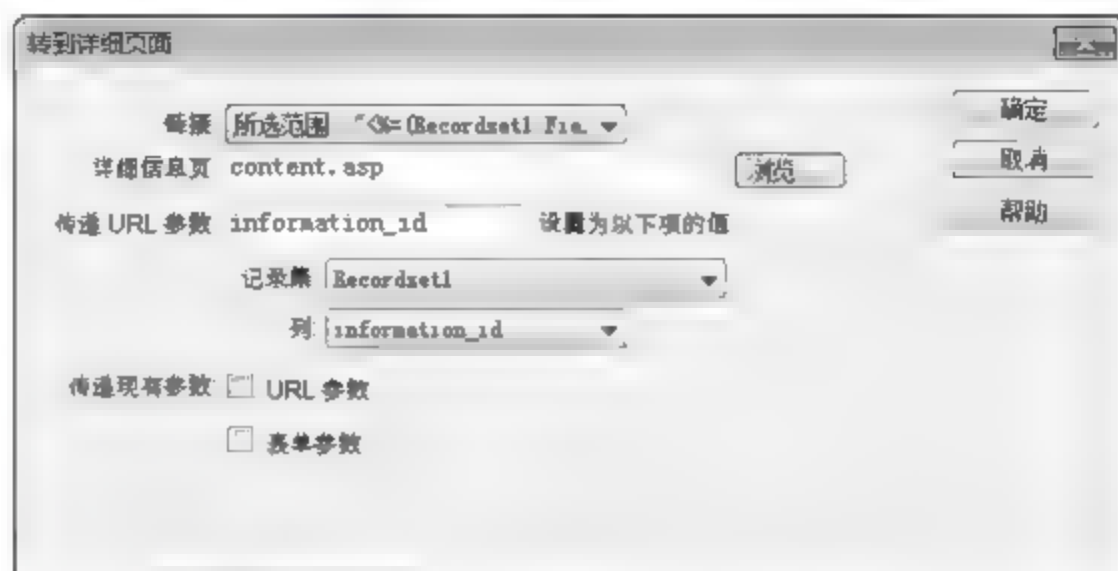 转到详细页面
链接 所选范围 "<%=(Recordset1 Fie.
确定
详细信息页 content.asp
浏览
取消
传递 URL 参数 information_id 设置为以下项的值
帮助
记录集 Recordset1
列: information_id
传递现有参数: URL 参数
表单参数